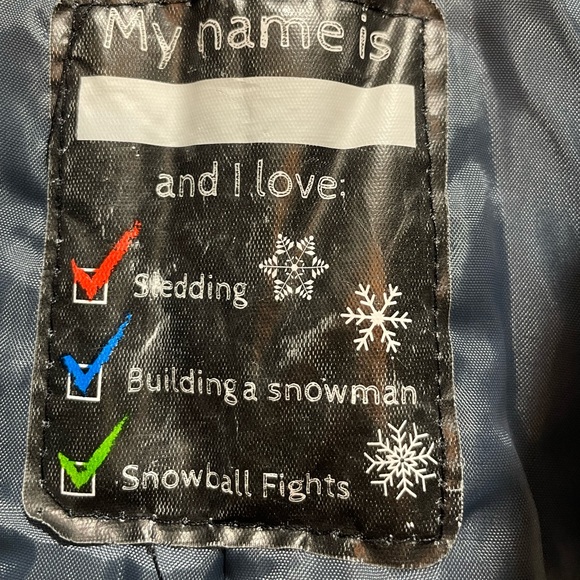 My name is
and I love:
Sledding
Building a snowman
Snowball Fights